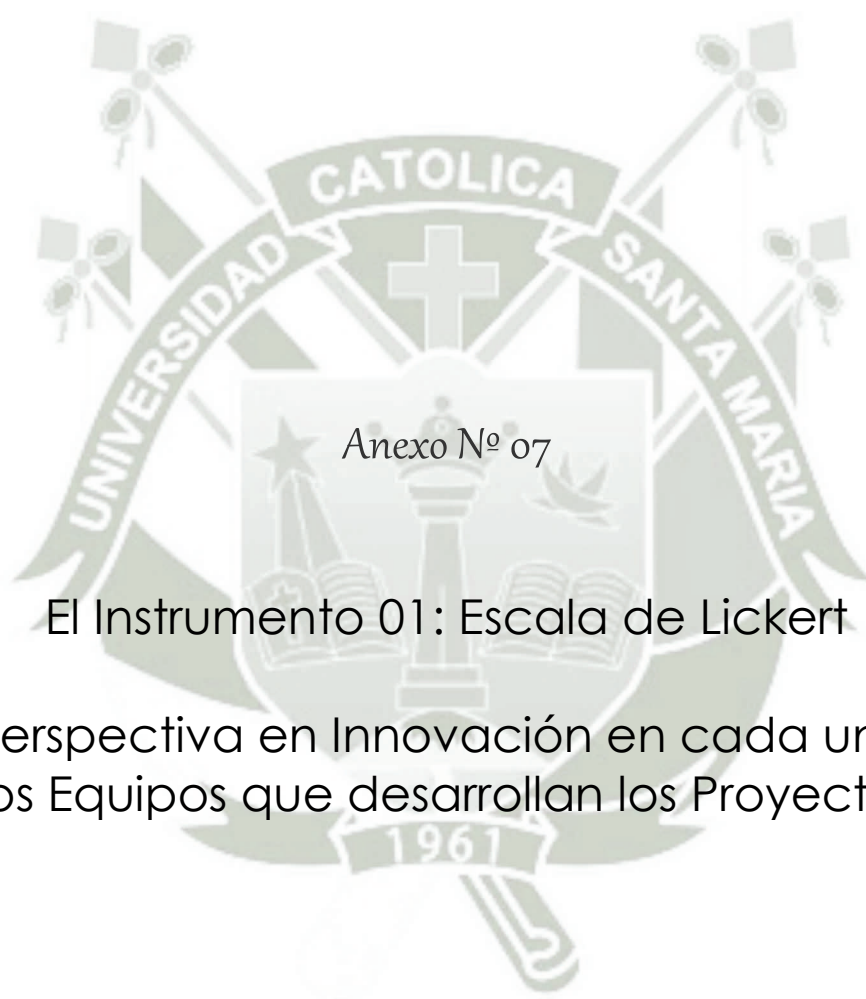 CATOLICA
UNIVERSIDAD
SANTA MARIA
Anexo Nº 07
El Instrumento 01: Escala de Lickert
erspectiva en Innovación en cada un
os Equipos que desarrollan los Proyect
1961